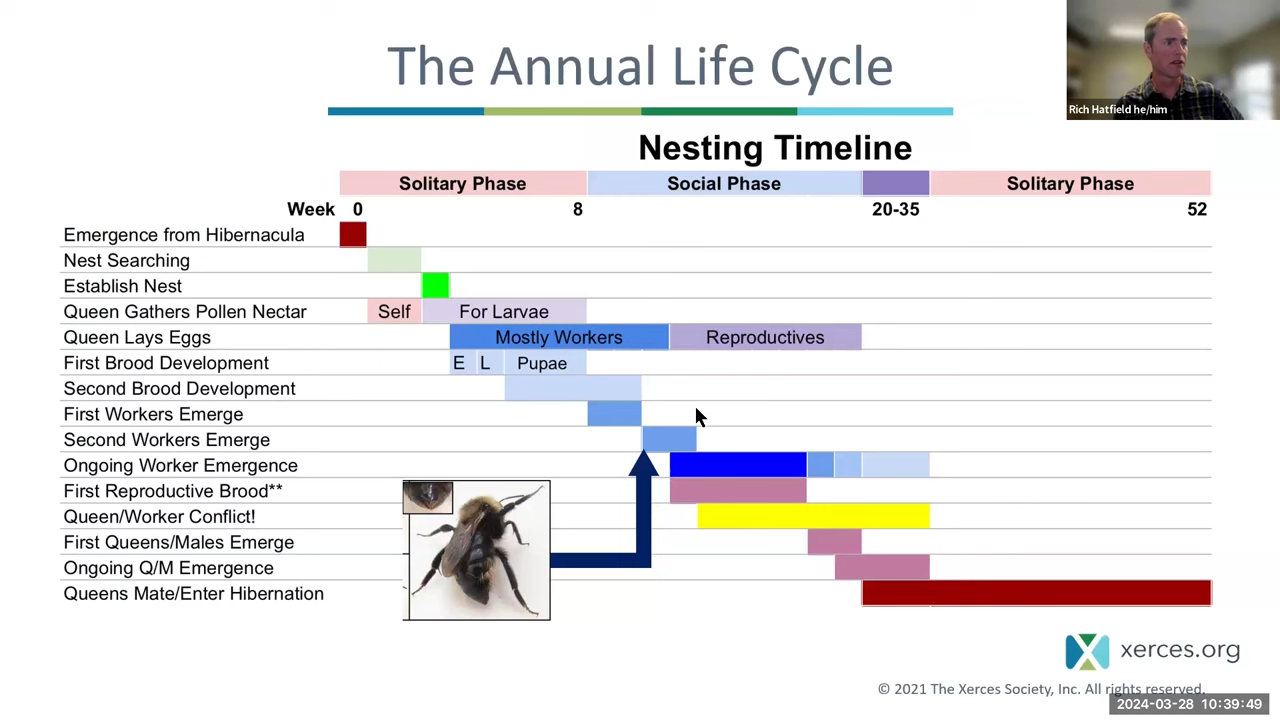 The Annual Life Cycle
Rich Hatfield he/him
Nesting Timeline
Solitary Phase Social Phase Solitary Phase
Week 0 8 20-35 52
Emergence from Hibernacula
Nest Searching
Establish Nest
Queen Gathers Pollen Nectar Self For Larvae
Queen Lays Eggs Mostly Workers Reproductives
First Brood Development E L Pupae
Second Brood Development
First Workers Emerge
Second Workers Emerge
Ongoing Worker Emergence
First Reproductive Brood**
Queen/Worker Conflict!
First Queens/Males Emerge
Ongoing Q/M Emergence
Queens Mate/Enter Hibernation
xerces.org
© 2021 The Xerces Society, Inc. All rights reserved.
2024-03-28 10:39:49